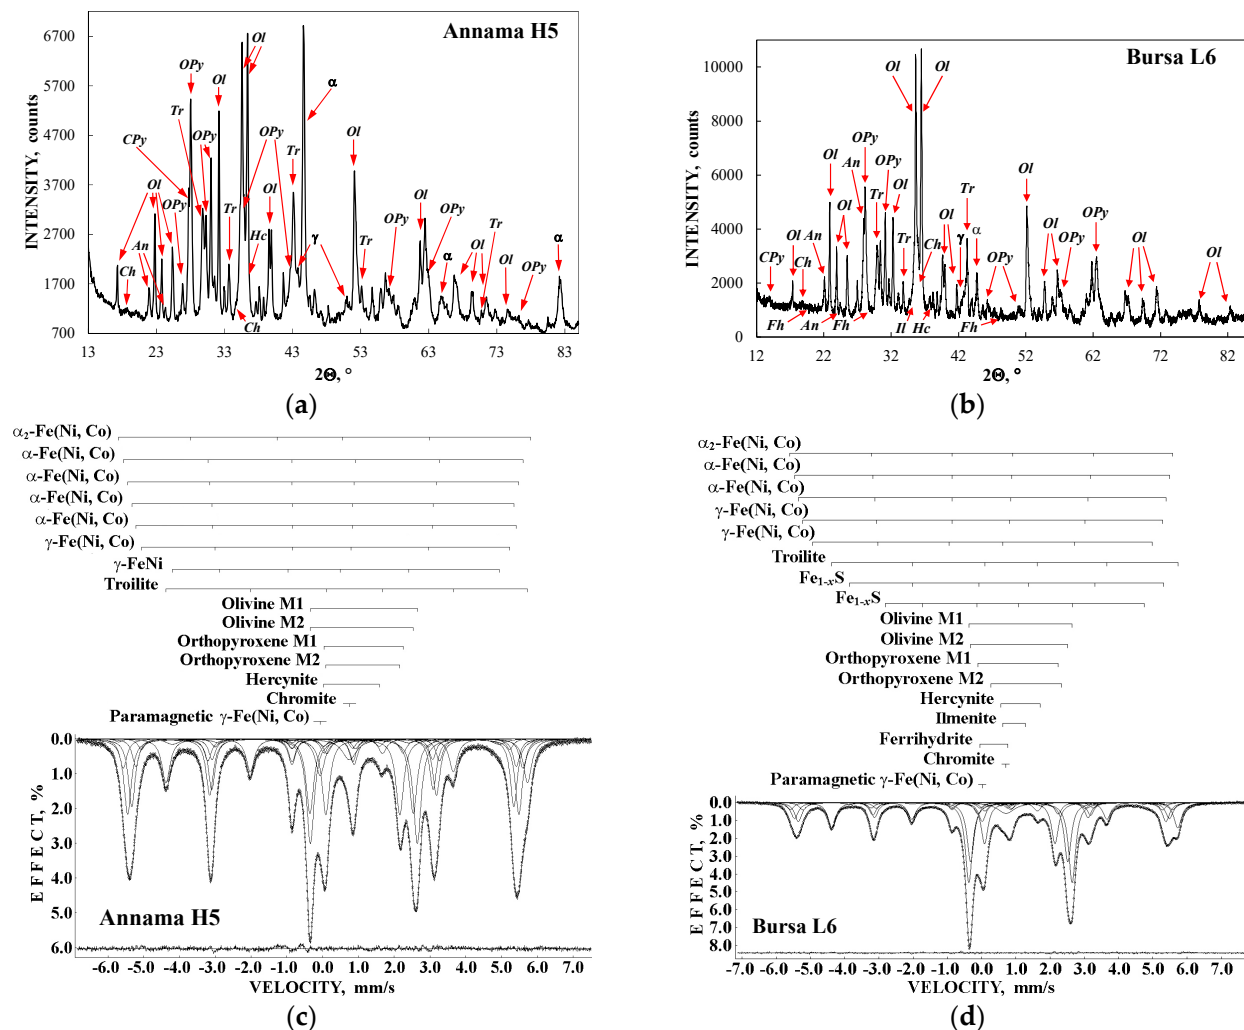 Annama H5
INTENSITY, counts
6700
5700
4700
3700
2700
1700
700
Ol
OPy
Ol
Tr
OPy
CPy
OPy
α
Ol
Tr
Ol
OPy
An
Ch
Tr
Hc
Ch
γ
Tr
OPy
Ol
OPy
α
Ol
Tr
Ol
OPy
α
13 23 33 43 53 63 73 83
2Θ, °
(a)
Bursa L6
INTENSITY, counts
10000
8000
6000
4000
2000
0
Ol
Ol
OPy
An
Ol
OPy
Tr
Ol
Ol
Ol
An
CPy
Ch
Tr
Ch
Ol
γ
Tr
α
OPy
Ol
Ol
OPy
Ol
Ol
Fh
An
Fh
Il
Hc
Fh
12 22 32 42 52 62 72 82
2Θ, °
(b)
α2-Fe(Ni, Co)
α-Fe(Ni, Co)
α-Fe(Ni, Co)
α-Fe(Ni, Co)
α-Fe(Ni, Co)
γ-Fe(Ni, Co)
γ-FeNi
Troilite
Olivine M1
Olivine M2
Orthopyroxene M1
Orthopyroxene M2
Hercynite
Chromite
Paramagnetic γ-Fe(Ni, Co)
EFFECT, %
0.0
1.0
2.0
3.0
4.0
5.0
6.0
Annama H5
-6.0 -5.0 -4.0 -3.0 -2.0 -1.0 0.0 1.0 2.0 3.0 4.0 5.0 6.0 7.0
VELOCITY, mm/s
(c)
α2-Fe(Ni, Co)
α-Fe(Ni, Co)
α-Fe(Ni, Co)
γ-Fe(Ni, Co)
γ-Fe(Ni, Co)
Troilite
Fe1-xS
Fe1-xS
Olivine M1
Olivine M2
Orthopyroxene M1
Orthopyroxene M2
Hercynite
Ilmenite
Ferrihydrite
Chromite
Paramagnetic γ-Fe(Ni, Co)
EFFECT, %
0.0
1.0
2.0
3.0
4.0
5.0
6.0
7.0
8.0
Bursa L6
-7.0 -6.0 -5.0 -4.0 -3.0 -2.0 -1.0 0.0 1.0 2.0 3.0 4.0 5.0 6.0 7.0
VELOCITY, mm/s
(d)